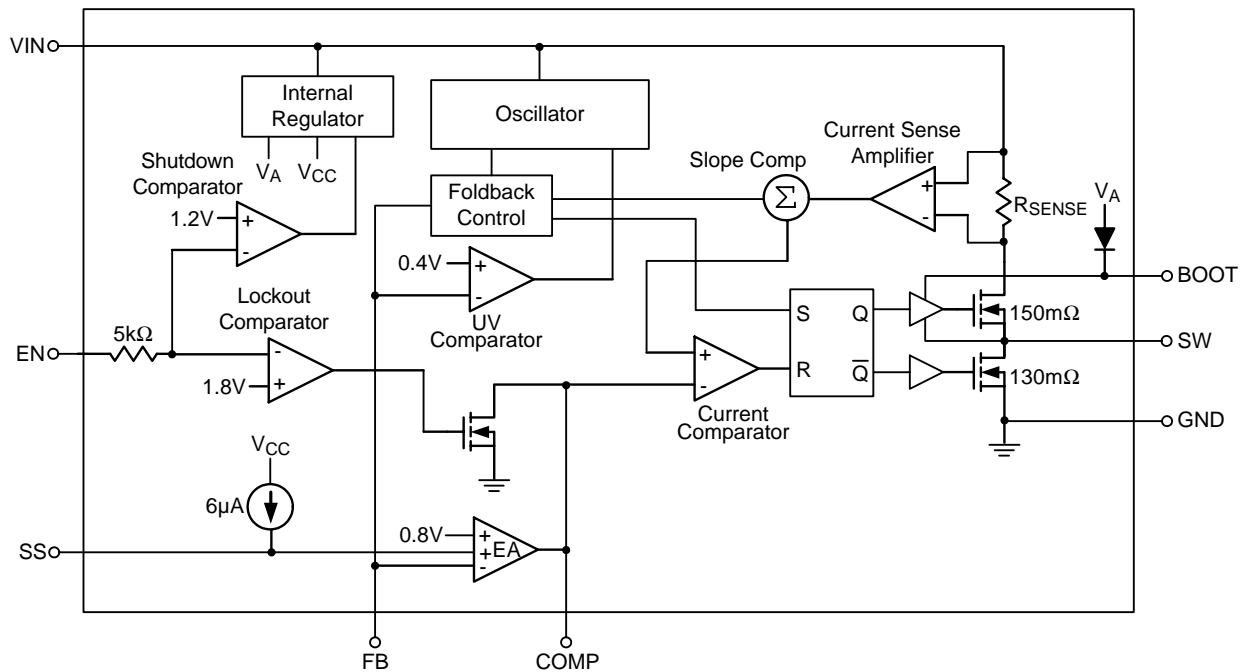 VIN
Internal
Regulator
Oscillator
Current Sense
Amplifier
Shutdown
Comparator
V_A
V_CC
Slope Comp
Foldback
Control
Σ
+
-
R_SENSE
V_A
1.2V
+
-
0.4V
+
-
BOOT
Lockout
Comparator
UV
Comparator
S
Q
150mΩ
5kΩ
EN
-
+
1.8V
SW
+
-
R
Q̅
130mΩ
Current
Comparator
GND
V_CC
6µA
0.8V
+
+
-
EA
SS
FB
COMP